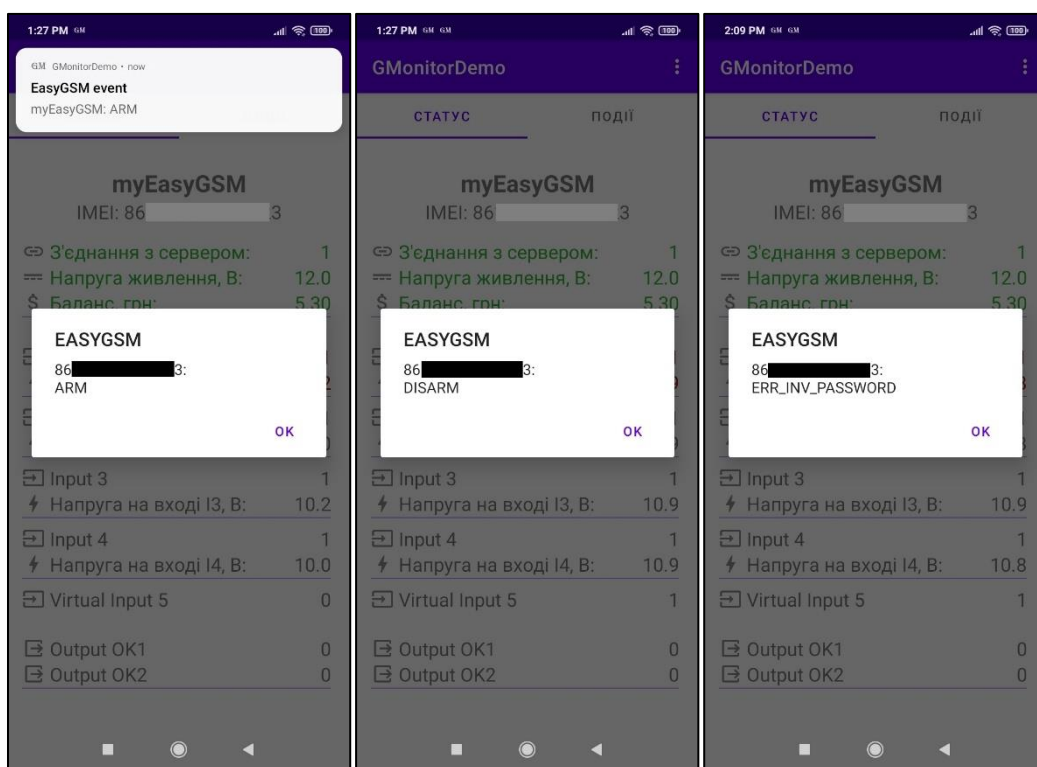 1:27 PM GM
100
GM GMonitorDemo • now
EasyGSM event
myEasyGSM: ARM
myEasyGSM
IMEI: 86 3
З'єднання з сервером: 1
Напруга живлення, В: 12.0
Баланс, грн: 5.30
EASYGSM
86 3:
ARM
OK
Input 3 1
Напруга на вході I3, В: 10.2
Input 4 1
Напруга на вході I4, В: 10.0
Virtual Input 5 0
Output OK1 0
Output OK2 0
1:27 PM GM GM
100
GMonitorDemo
СТАТУС ПОДІЇ
myEasyGSM
IMEI: 86 3
З'єднання з сервером: 1
Напруга живлення, В: 12.0
Баланс, грн: 5.30
EASYGSM
86 3:
DISARM
OK
Input 3 1
Напруга на вході I3, В: 10.9
Input 4 1
Напруга на вході I4, В: 10.9
Virtual Input 5 1
Output OK1 0
Output OK2 0
2:09 PM GM GM
100
GMonitorDemo
СТАТУС ПОДІЇ
myEasyGSM
IMEI: 86 3
З'єднання з сервером: 1
Напруга живлення, В: 12.0
Баланс, грн: 5.30
EASYGSM
86 3:
ERR_INV_PASSWORD
OK
Input 3 1
Напруга на вході I3, В: 10.9
Input 4 1
Напруга на вході I4, В: 10.8
Virtual Input 5 1
Output OK1 0
Output OK2 0